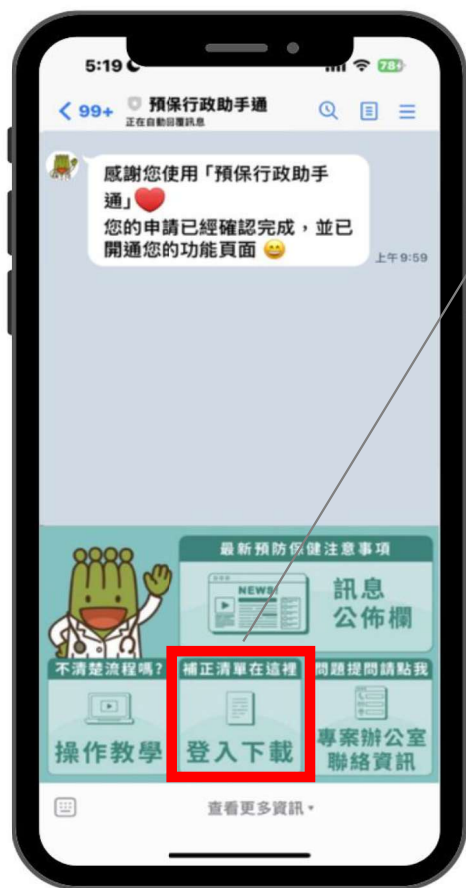 5:19
78
99+ 預保行政助手通
正在自動回覆訊息
感謝您使用「預保行政助手
通」
您的申請已經確認完成，並已
開通您的功能頁面
上午 9:59
最新預防保健注意事項
NEWS!
訊息
公佈欄
不清楚流程嗎?
操作教學
補正清單在這裡
登入下載
問題提問請點我
專案辦公室
聯絡資訊
查看更多資訊